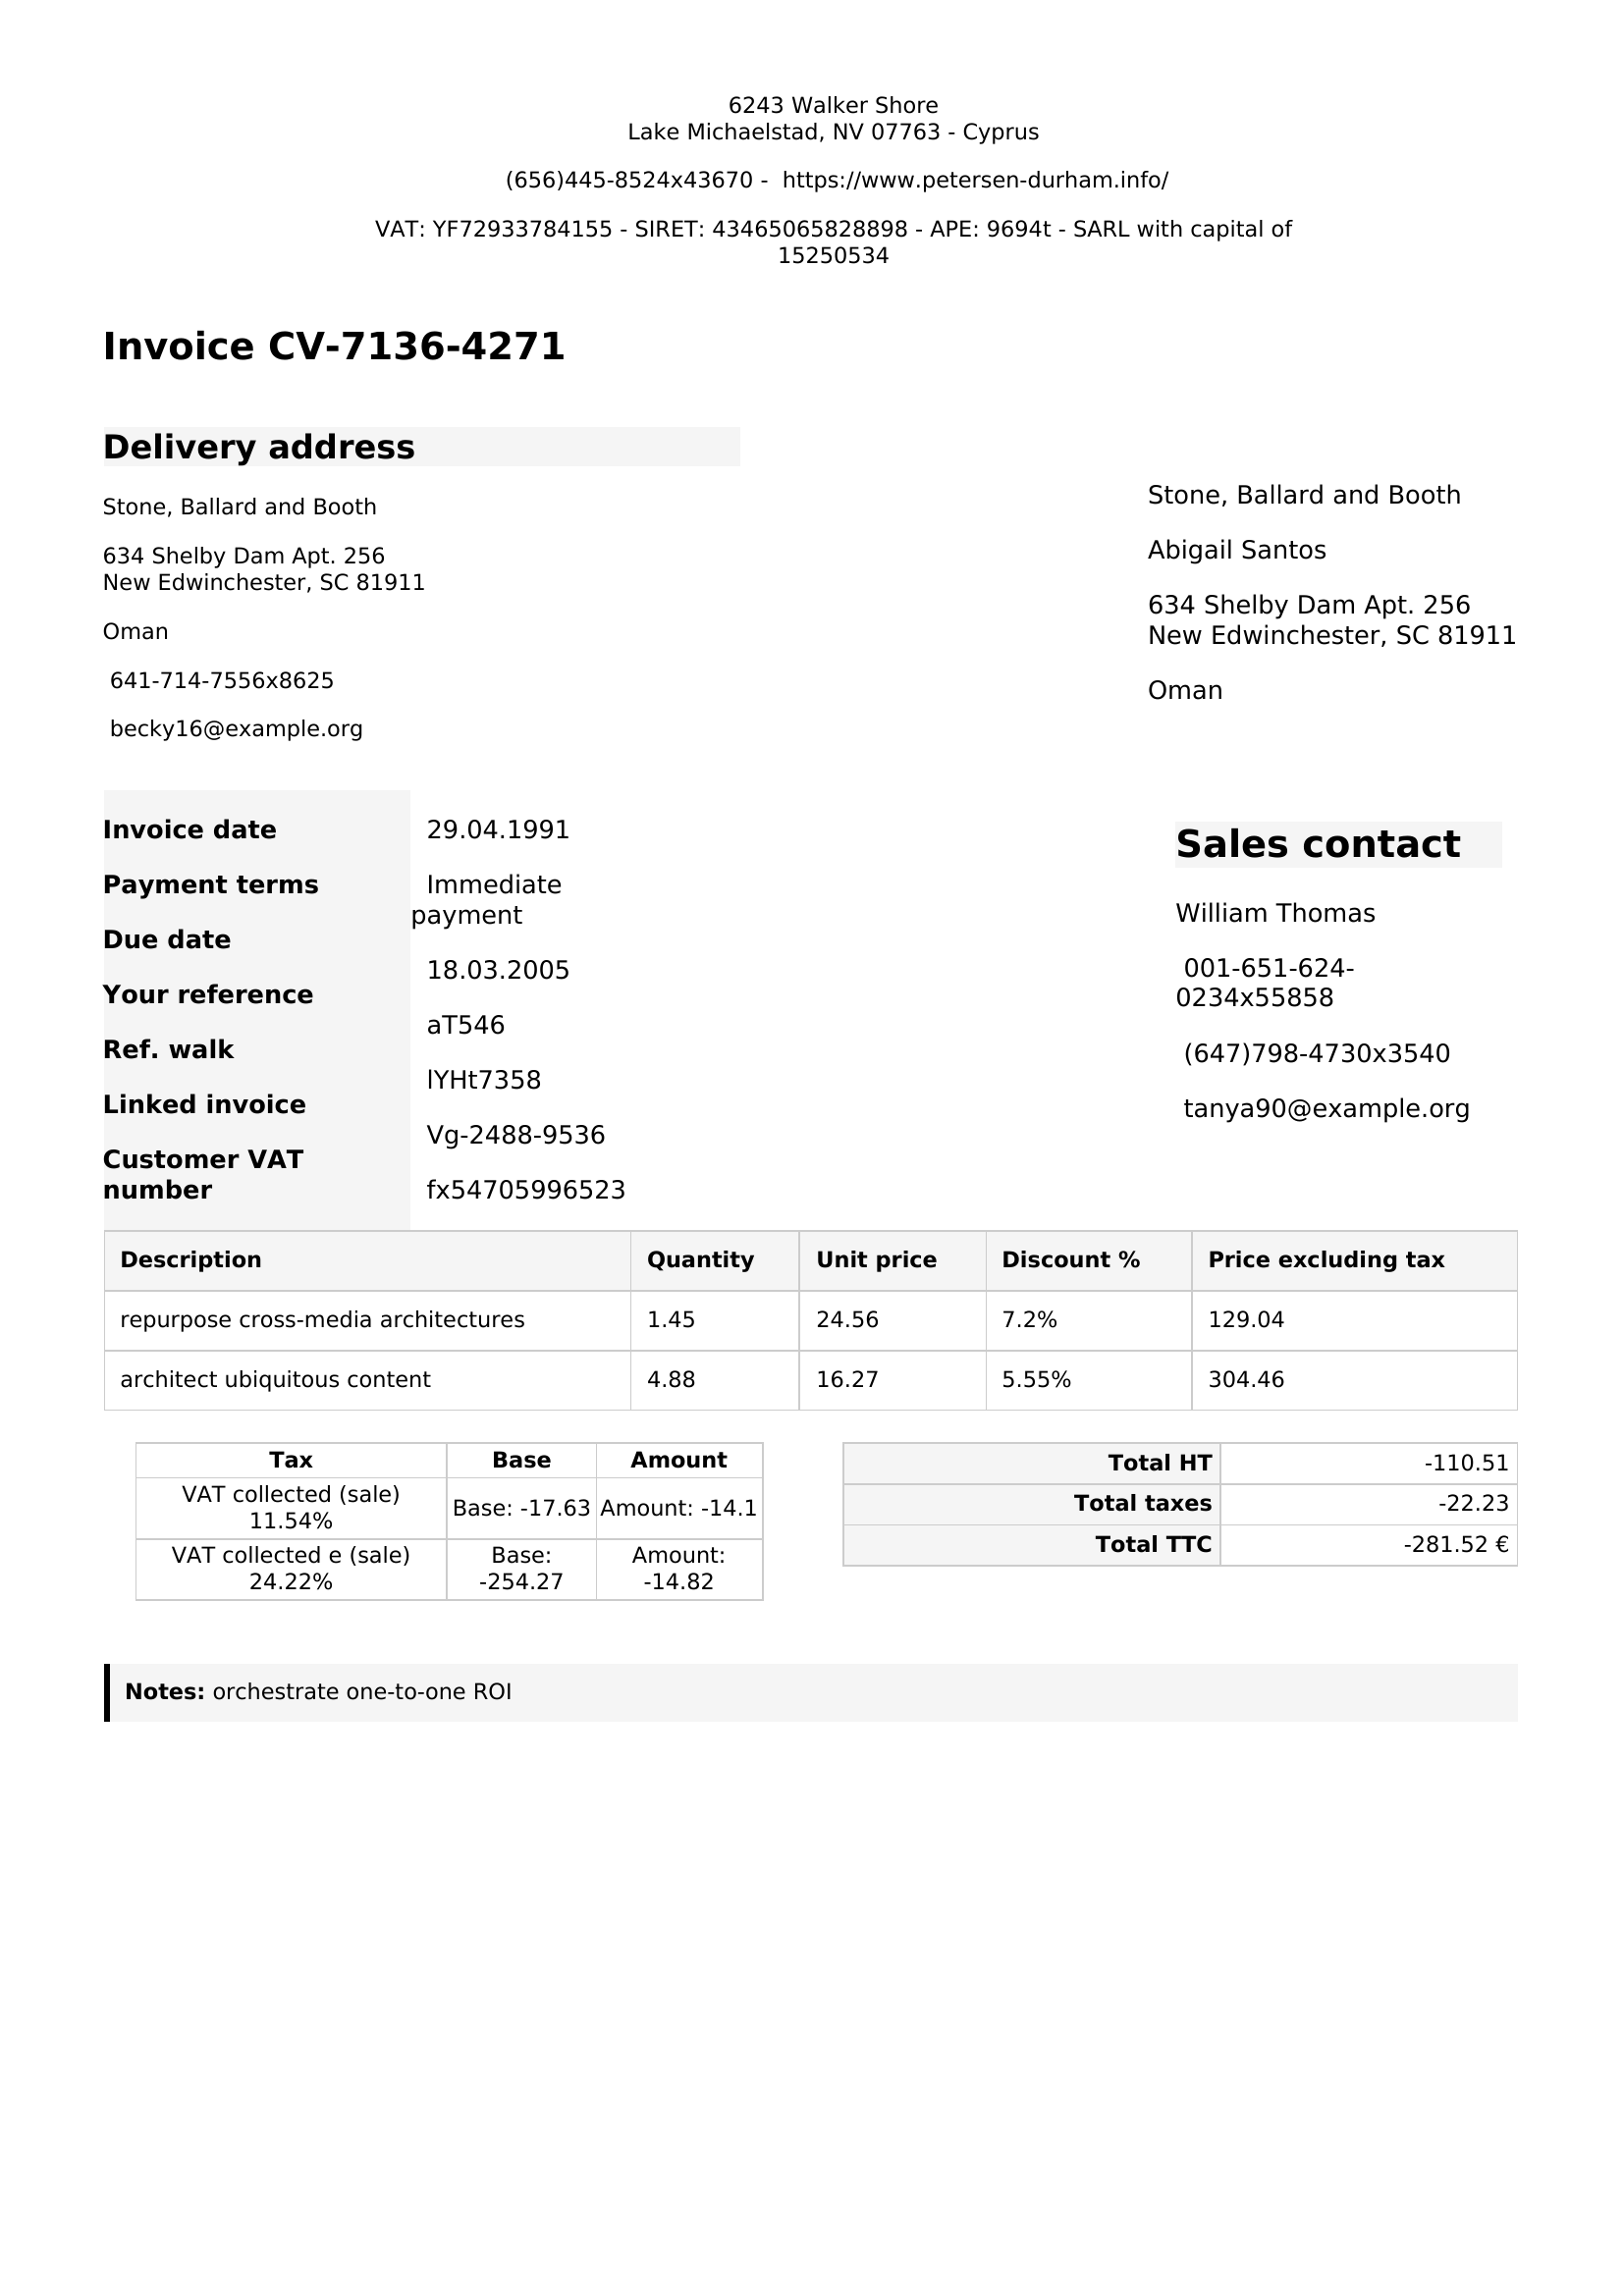 6243 Walker Shore
Lake Michaelstad, NV 07763 - Cyprus
(656)445-8524x43670 -  https://www.petersen-durham.info/
VAT: YF72933784155 - SIRET: 43465065828898 - APE: 9694t - SARL with capital of
15250534
Invoice CV-7136-4271
Delivery address
Stone, Ballard and Booth
634 Shelby Dam Apt. 256
New Edwinchester, SC 81911
Oman
641-714-7556x8625
becky16@example.org
Stone, Ballard and Booth
Abigail Santos
634 Shelby Dam Apt. 256
New Edwinchester, SC 81911
Oman
Invoice date
Payment terms
Due date
Your reference
Ref. walk
Linked invoice
Customer VAT
number
29.04.1991
Immediate
payment
18.03.2005
aT546
lYHt7358
Vg-2488-9536
fx54705996523
Sales contact
William Thomas
001-651-624-
0234x55858
(647)798-4730x3540
tanya90@example.org
Description Quantity Unit price Discount % Price excluding tax
repurpose cross-media architectures 1.45 24.56 7.2% 129.04
architect ubiquitous content 4.88 16.27 5.55% 304.46
Tax Base Amount
VAT collected (sale)
11.54%
Base: -17.63 Amount: -14.1
VAT collected e (sale)
24.22%
Base:
-254.27
Amount:
-14.82
Total HT -110.51
Total taxes -22.23
Total TTC -281.52 €
Notes: orchestrate one-to-one ROI